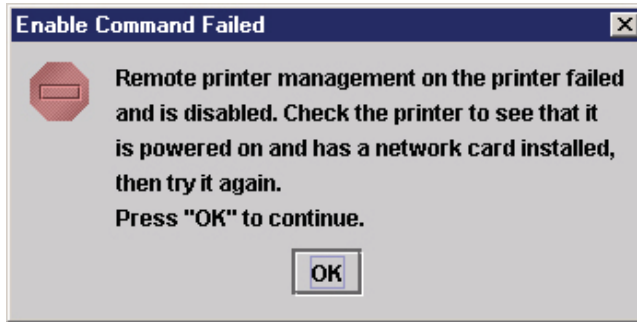 Enable Command Failed
Remote printer management on the printer failed
and is disabled. Check the printer to see that it
is powered on and has a network card installed,
then try it again.
Press "OK" to continue.
OK